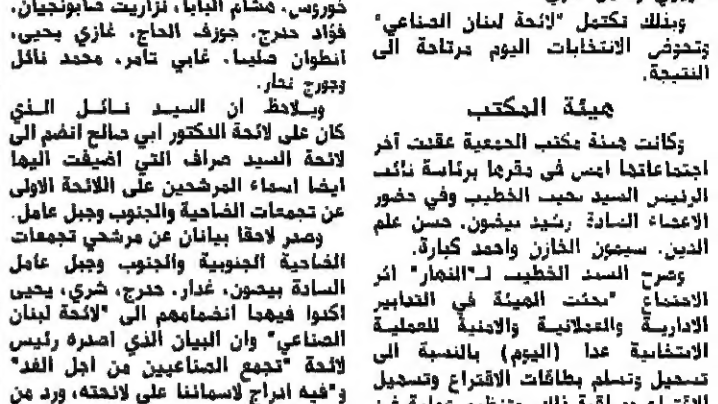 وبذلك تكتمل "لائحة لبنان الصناعي"
وتخوض الانتخابات اليوم مرتاحة الى
النتيجة.
هيئة المكتب
وكانت هيئة مكتب الجمعية عقدت آخر
اجتماعاتها امس في مقرها برئاسة نائب
الرئيس السيد نجيب الخطيب وفي حضور
الاعضاء السادة رشيد بيضون، حسن علم
الدين، سيمون الخازن واحمد كبارة.
وصرح السيد الخطيب لـ"النهار" اثر
الاجتماع "بحثت الهيئة في التدابير
الادارية والعملانية والامنية للعملية
الانتخابية غدا (اليوم) بالنسبة الى
تسجيل وتسلم بطاقات الاقتراع وتسهيل
خوروس، هشام البابا، نزاريت صابونجيان،
فؤاد حدرج، جوزف الحاج، غازي يحيى،
انطوان صليبا، غابي تامر، محمد نائل
وجورج نحار.
ويلاحظ ان السيد نائل الذي
كان على لائحة الدكتور ابي صالح انضم الى
لائحة السيد صراف التي اضيفت اليها
ايضا اسماء المرشحين على اللائحة الاولى
عن تجمعات الضاحية والجنوب وجبل عامل.
وصدر لاحقا بيانان عن مرشحي تجمعات
الضاحية الجنوبية والجنوب وجبل عامل
السادة بيضون، غدار، حدرج، شري، يحيى
اكدوا فيهما انضمامهم الى "لائحة لبنان
الصناعي" وان البيان الذي اصدره رئيس
لائحة "تجمع الصناعيين من اجل الغد"
و"فيه ادراج لاسمائنا على لائحته، ورد من